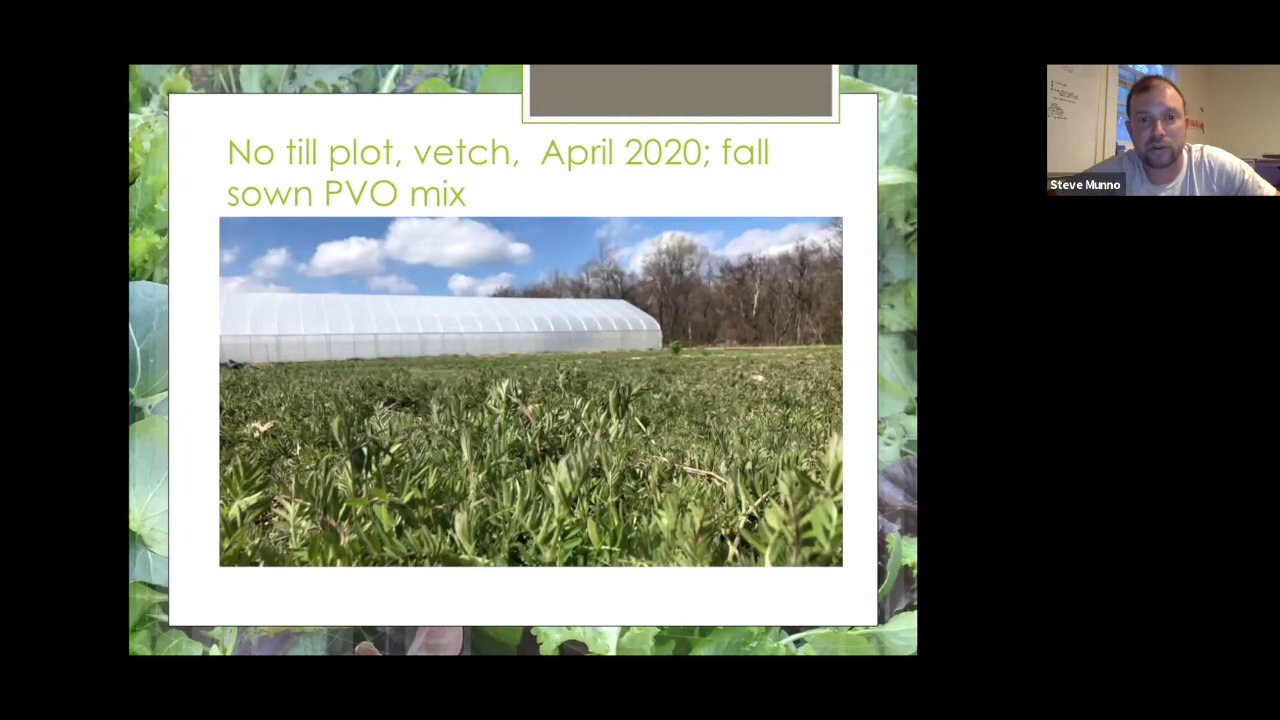 No till plot, vetch,  April 2020; fall
sown PVO mix
Steve Munno